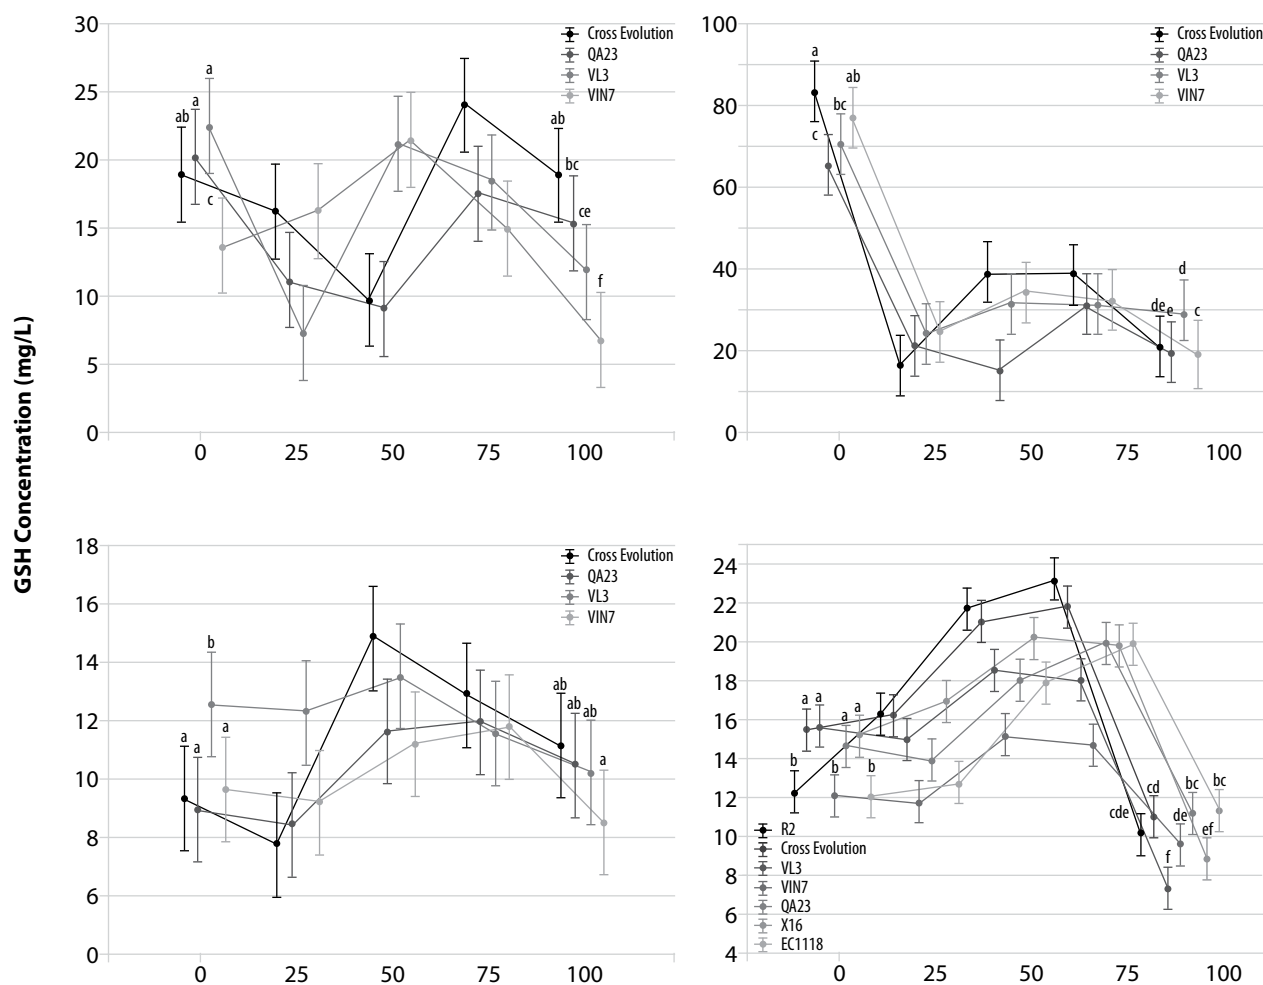 GSH Concentration (mg/L)
30
25
20
15
10
5
0
0 25 50 75 100
Cross Evolution
QA23
VL3
VIN7
ab
a
a
c
ab
bc
ce
f
100
80
60
40
20
0
0 25 50 75 100
Cross Evolution
QA23
VL3
VIN7
a
c
bc
ab
de
e
d
c
18
16
14
12
10
8
6
0
0 25 50 75 100
Cross Evolution
QA23
VL3
VIN7
a
a
b
a
ab
ab
ab
a
24
22
20
18
16
14
12
10
8
6
4
0 25 50 75 100
R2
Cross Evolution
VL3
VIN7
QA23
X16
EC1118
b
a
a
b
a
a
b
cde
cd
f
de
bc
ef
bc